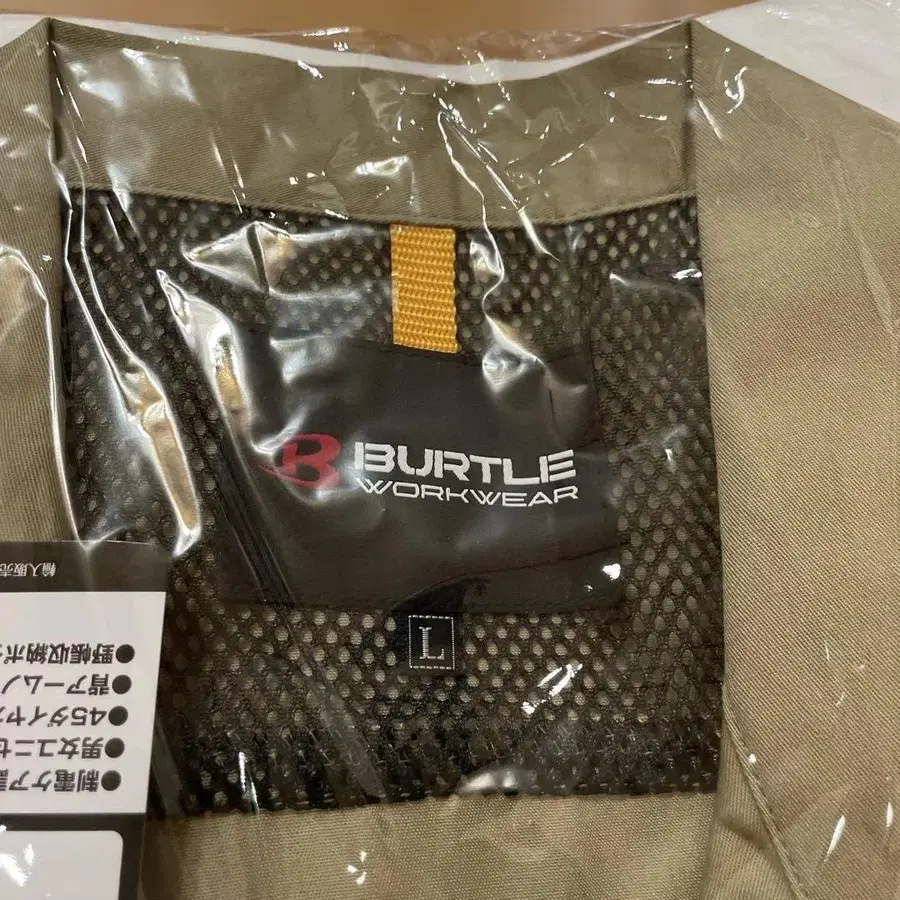 BURTLE
WORKWEAR
L
●制電ケア
●男女ユニセ
●45ダイヤ
●背アームノ
●野帳収納ポ
輸入販売